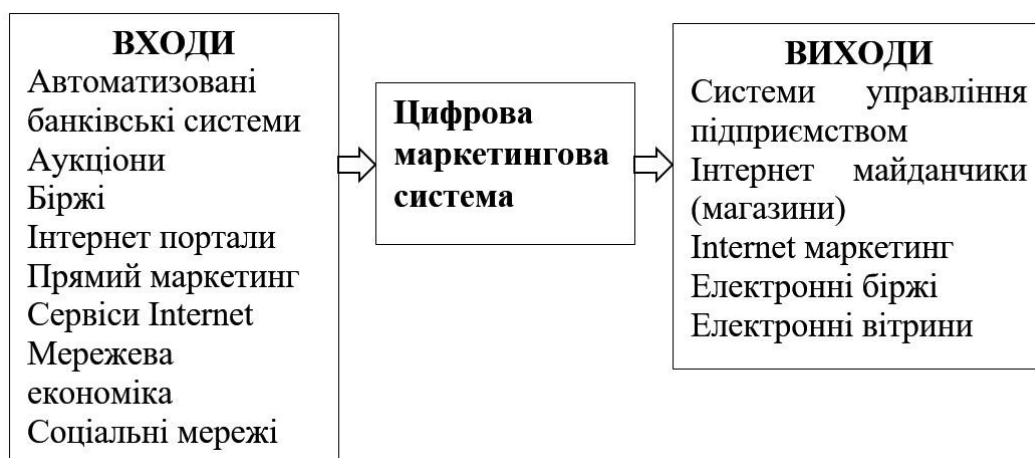 ВХОДИ
Автоматизовані
банківські системи
Аукціони
Біржі
Інтернет портали
Прямий маркетинг
Сервіси Internet
Мережева
економіка
Соціальні мережі
Цифрова
маркетингова
система
ВИХОДИ
Системи управління
підприємством
Інтернет майданчики
(магазини)
Internet маркетинг
Електронні біржі
Електронні вітрини